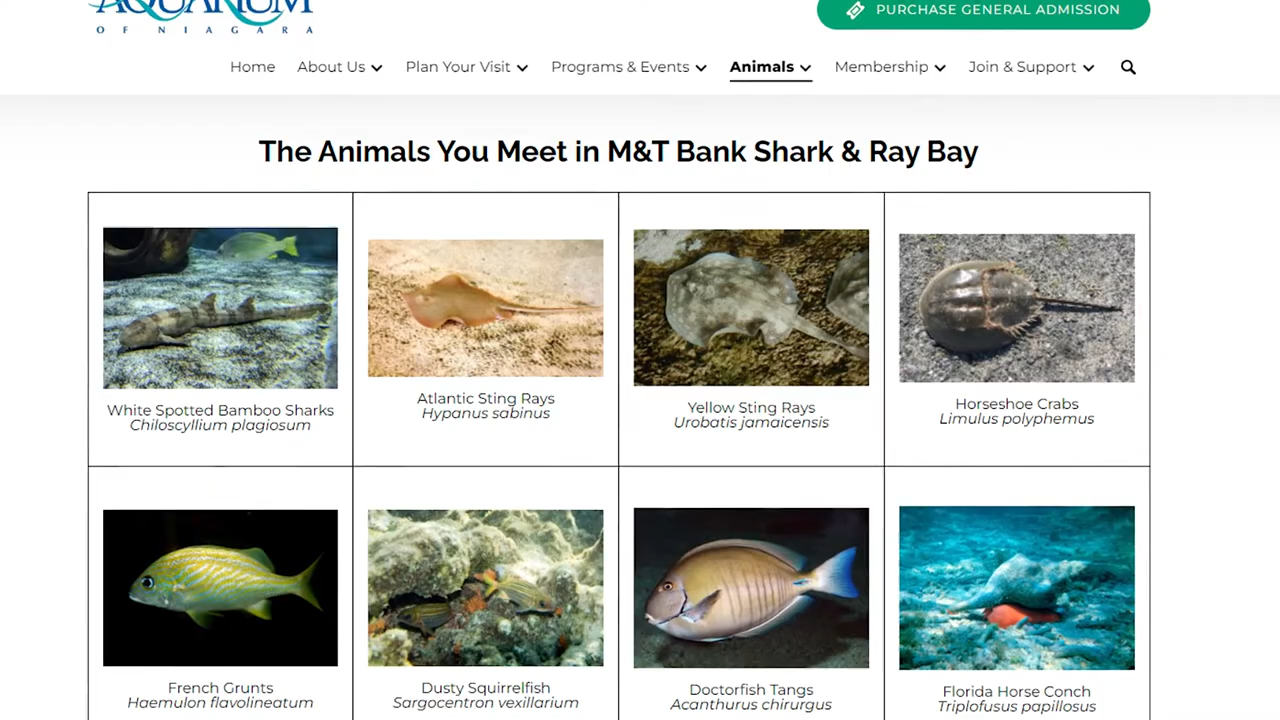 AQUARIUM
OF NIAGARA
PURCHASE GENERAL ADMISSION
Home About Us Plan Your Visit Programs & Events Animals Membership Join & Support
The Animals You Meet in M&T Bank Shark & Ray Bay
White Spotted Bamboo Sharks
Chiloscyllium plagiosum
Atlantic Sting Rays
Hypanus sabinus
Yellow Sting Rays
Urobatis jamaicensis
Horseshoe Crabs
Limulus polyphemus
French Grunts
Haemulon flavolineatum
Dusty Squirrelfish
Sargocentron vexillarium
Doctorfish Tangs
Acanthurus chirurgus
Florida Horse Conch
Triplofusus papillosus